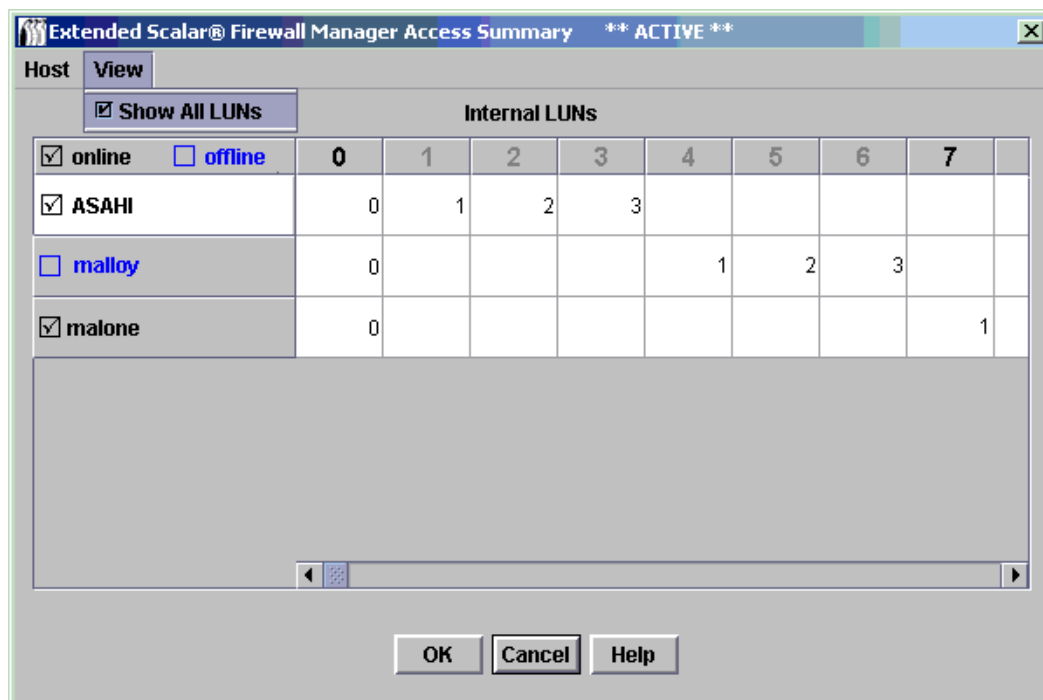 Extended Scalar® Firewall Manager Access Summary ** ACTIVE **
Host View
Show All LUNs
Internal LUNs
online offline 0 1 2 3 4 5 6 7
ASAHI 0 1 2 3
malloy 0 1 2 3
malone 0 1
OK Cancel Help